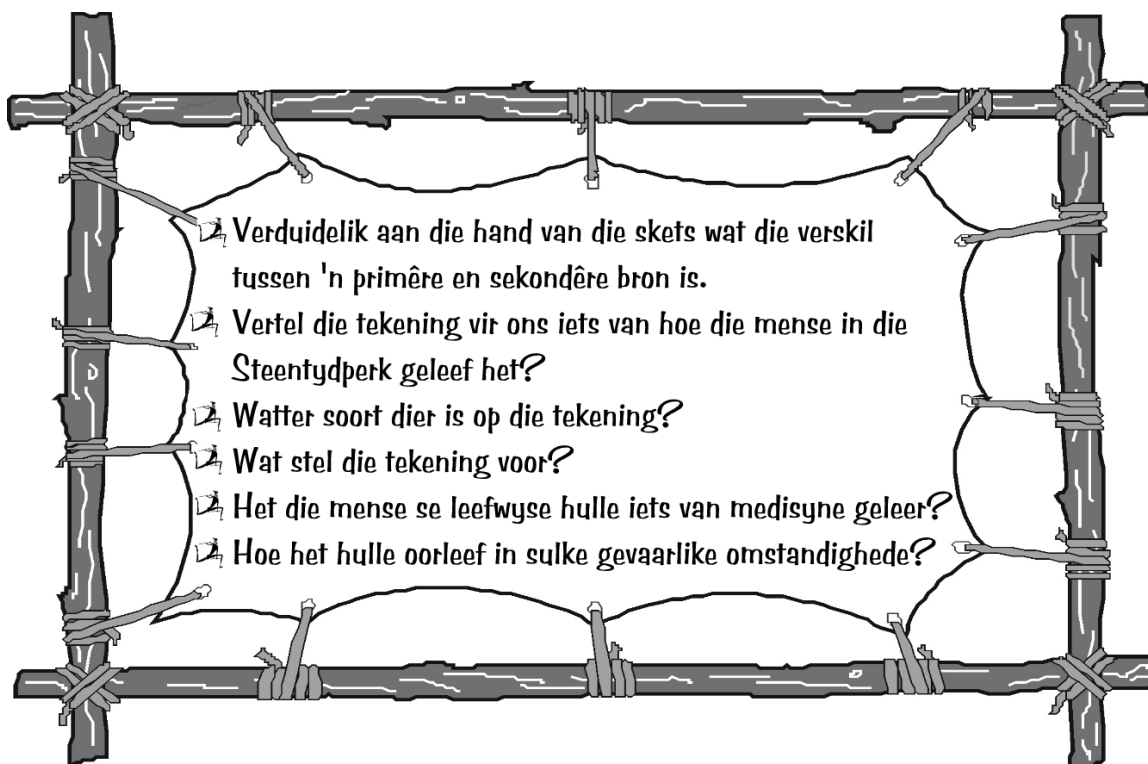 Verduidelik aan die hand van die skets wat die verskil
tussen 'n primêre en sekondêre bron is.
Vertel die tekening vir ons iets van hoe die mense in die
Steentydperk geleef het?
Watter soort dier is op die tekening?
Wat stel die tekening voor?
Het die mense se leefwyse hulle iets van medisyne geleer?
Hoe het hulle oorleef in sulke gevaarlike omstandighede?